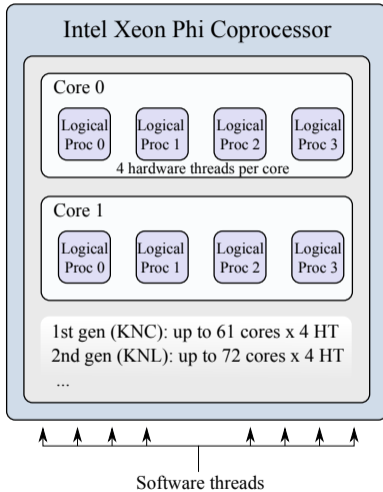 Intel Xeon Phi Coprocessor
Core 0
Logical Proc 0
Logical Proc 1
Logical Proc 2
Logical Proc 3
4 hardware threads per core
Core 1
Logical Proc 0
Logical Proc 1
Logical Proc 2
Logical Proc 3
1st gen (KNC): up to 61 cores x 4 HT
2nd gen (KNL): up to 72 cores x 4 HT
...
Software threads